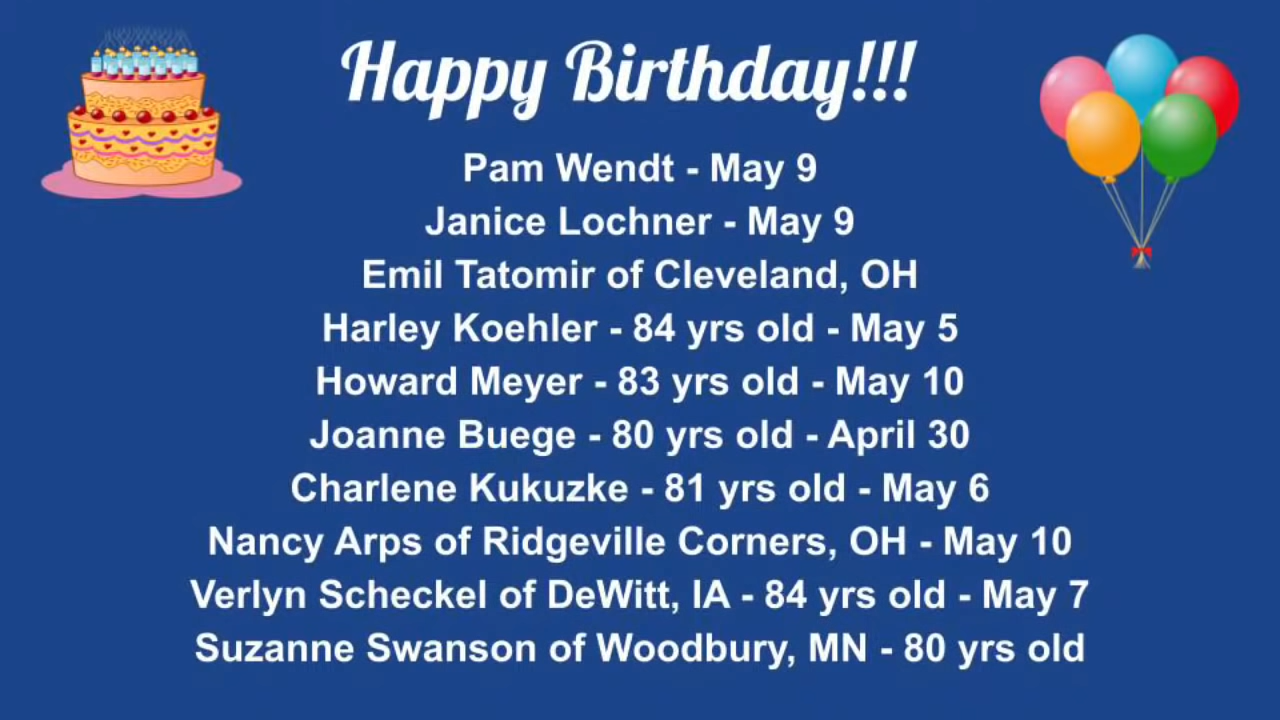 Happy Birthday!!!
Pam Wendt - May 9
Janice Lochner - May 9
Emil Tatomir of Cleveland, OH
Harley Koehler - 84 yrs old - May 5
Howard Meyer - 83 yrs old - May 10
Joanne Buege - 80 yrs old - April 30
Charlene Kukuzke - 81 yrs old - May 6
Nancy Arps of Ridgeville Corners, OH - May 10
Verlyn Scheckel of DeWitt, IA - 84 yrs old - May 7
Suzanne Swanson of Woodbury, MN - 80 yrs old